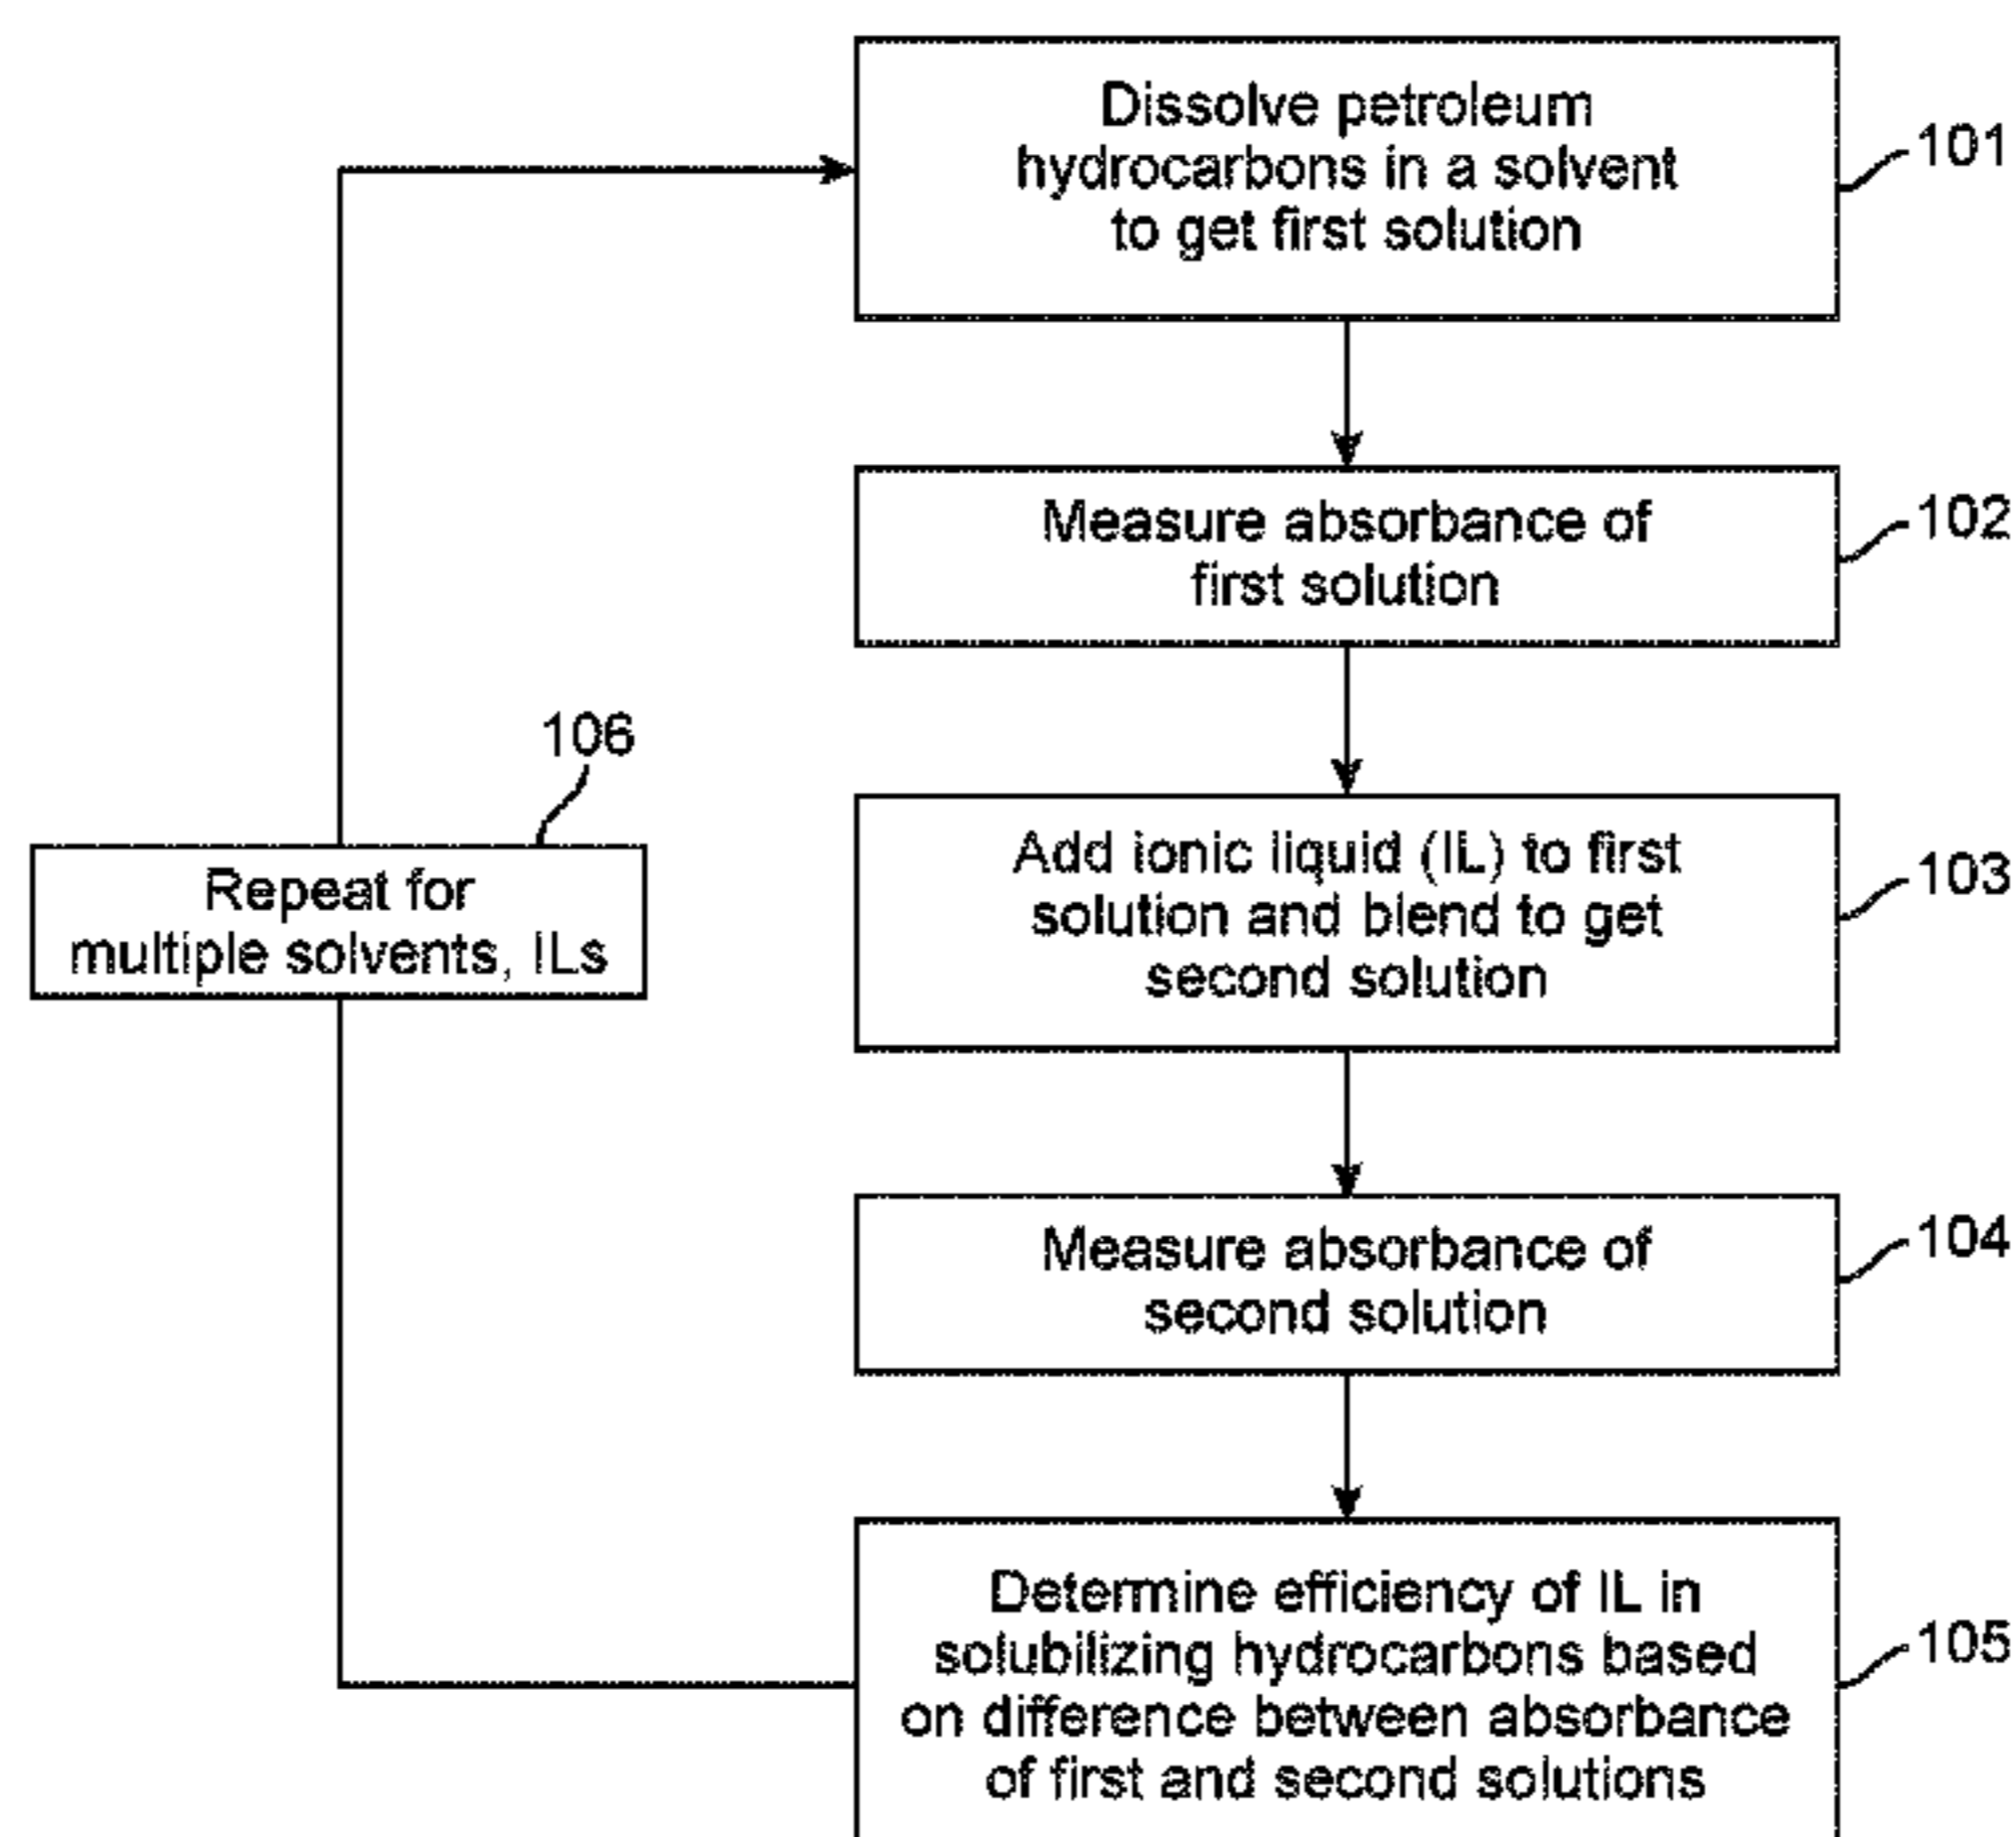 Dissolve petroleum
hydrocarbons in a solvent
to get first solution
101
Measure absorbance of
first solution
102
106
Repeat for
multiple solvents, ILs
Add ionic liquid (IL) to first
solution and blend to get
second solution
103
Measure absorbance of
second solution
104
Determine efficiency of IL in
solubilizing hydrocarbons based
on difference between absorbance
of first and second solutions
105